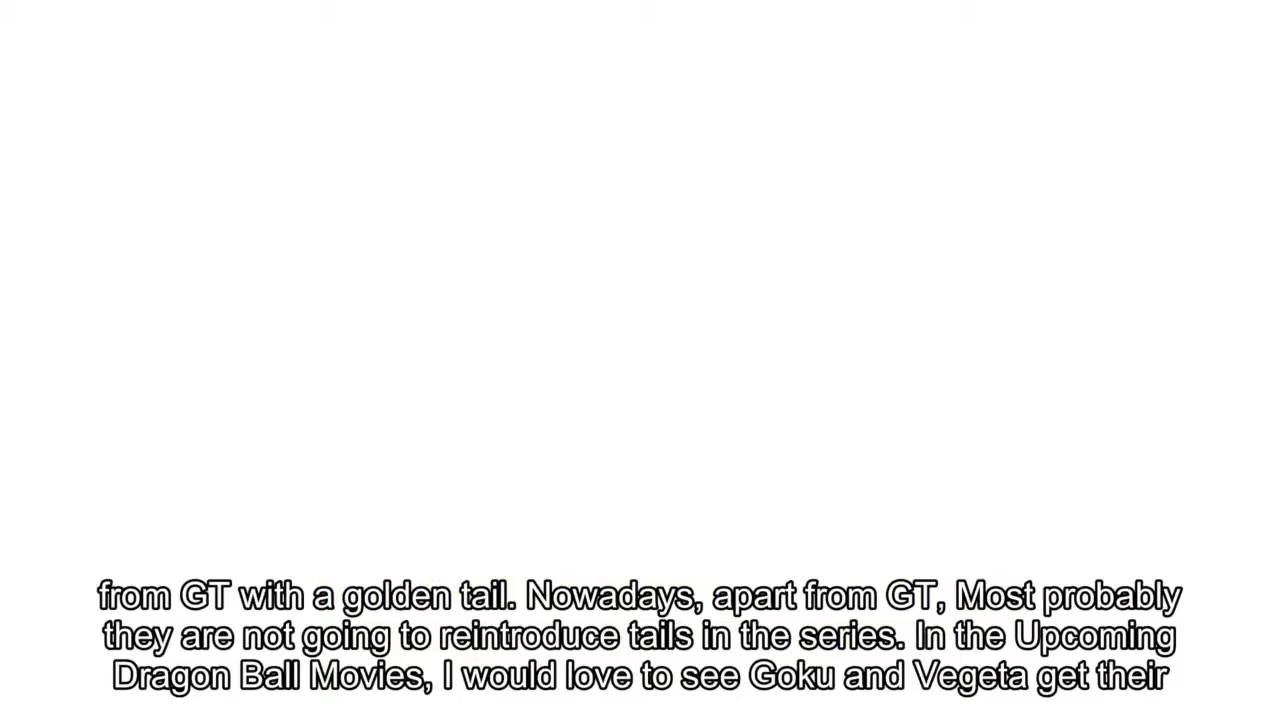 from GT with a golden tail. Nowadays, apart from GT, Most probably
they are not going to reintroduce tails in the series. In the Upcoming
Dragon Ball Movies, I would love to see Goku and Vegeta get their